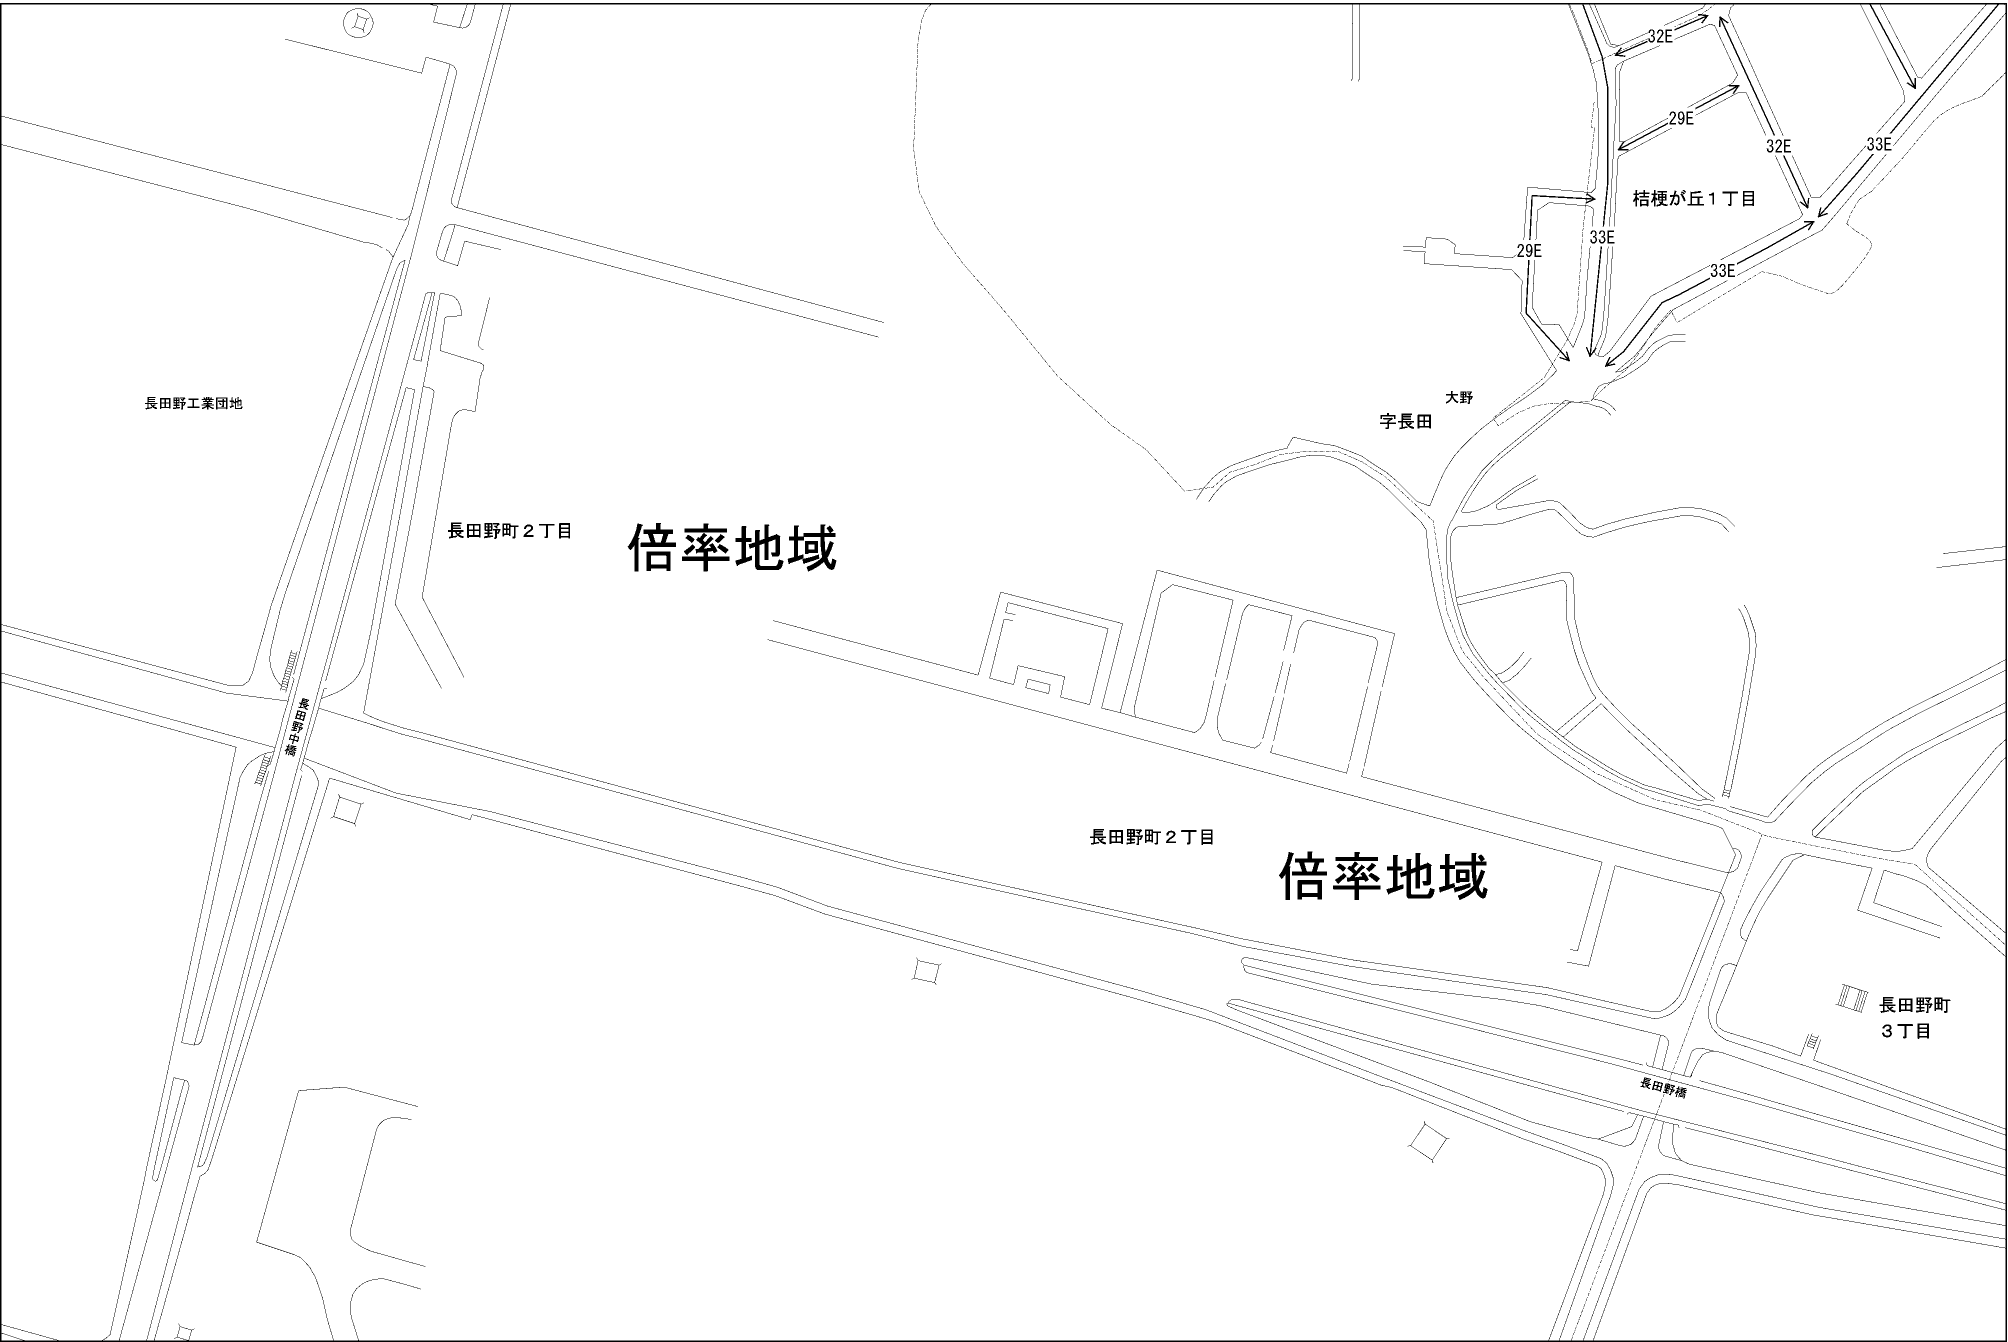 32E
29E
32E
33E
桔梗が丘１丁目
33E
29E
33E
大野
字長田
長田野工業団地
長田野町２丁目
倍率地域
長田野中橋
長田野町２丁目
倍率地域
長田野町
３丁目
長田野橋